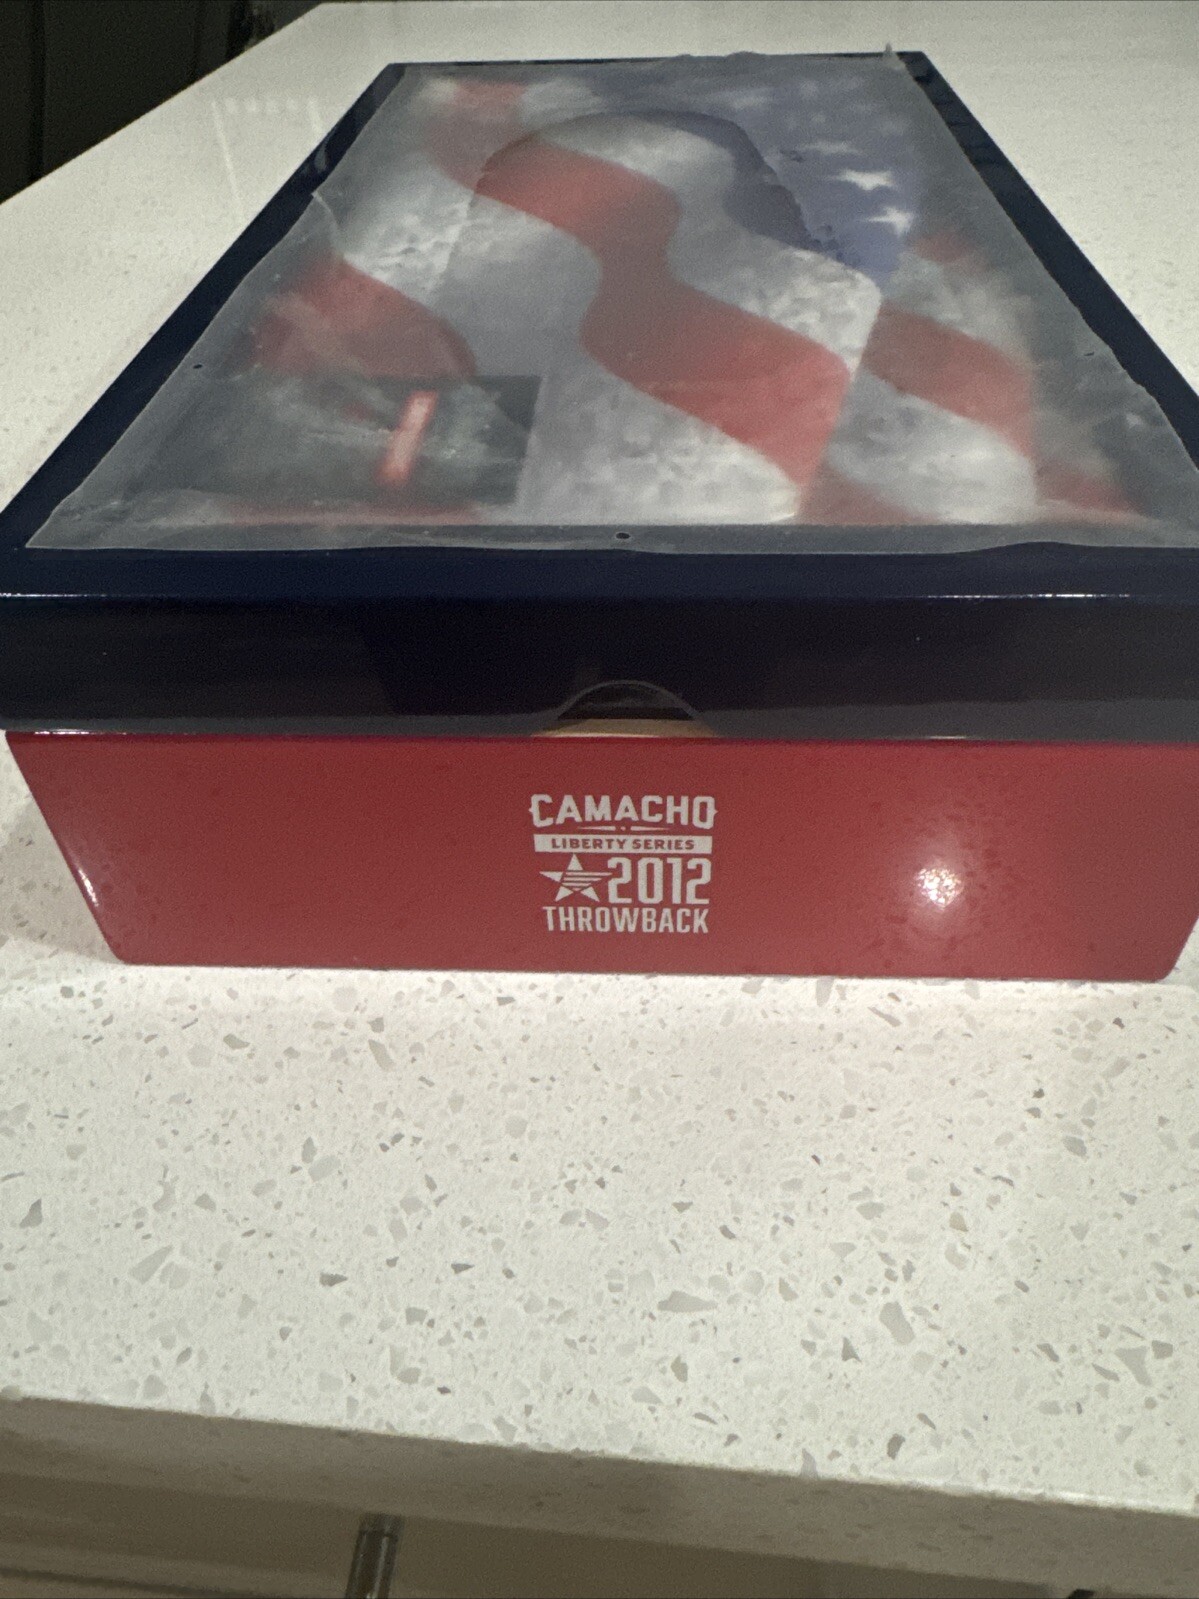 CAMACHO
LIBERTY SERIES
2012
THROWBACK